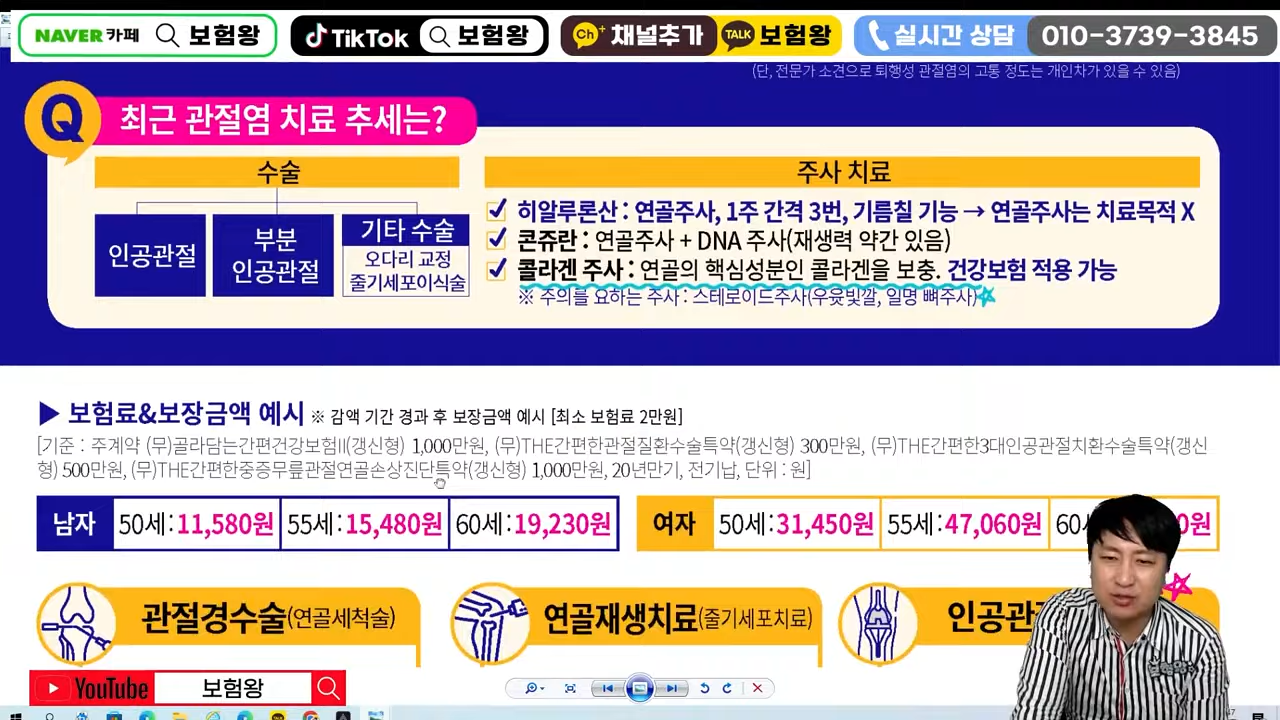 NAVER 카페 보험왕
TikTok 보험왕
Ch+ 채널추가 TALK 보험왕
실시간 상담 010-3739-3845
(단, 전문가 소견으로 퇴행성 관절염의 고통 정도는 개인차가 있을 수 있음)
Q 최근 관절염 치료 추세는?
수술
인공관절
부분
인공관절
기타 수술
오다리 교정
줄기세포이식술
주사 치료
히알루론산 : 연골주사, 1주 간격 3번, 기름칠 기능 → 연골주사는 치료목적 X
콘쥬란 : 연골주사 + DNA 주사(재생력 약간 있음)
콜라겐 주사 : 연골의 핵심성분인 콜라겐을 보충. 건강보험 적용 가능
※ 주의를 요하는 주사 : 스테로이드주사(우윳빛깔, 일명 뼈주사)
▶ 보험료&보장금액 예시 ※ 감액 기간 경과 후 보장금액 예시 [최소 보험료 2만원]
[기준 : 주계약 (무)골라담는간편건강보험II(갱신형) 1,000만원, (무)THE간편한관절질환수술특약(갱신형) 300만원, (무)THE간편한3대인공관절치환수술특약(갱신
형) 500만원, (무)THE간편한중증무릎관절연골손상진단특약(갱신형) 1,000만원, 20년만기, 전기납, 단위 : 원]
남자 50세:11,580원 55세:15,480원 60세:19,230원
여자 50세:31,450원 55세:47,060원 60 0원
관절경수술(연골세척술)
연골재생치료(줄기세포치료)
인공관
YouTube 보험왕